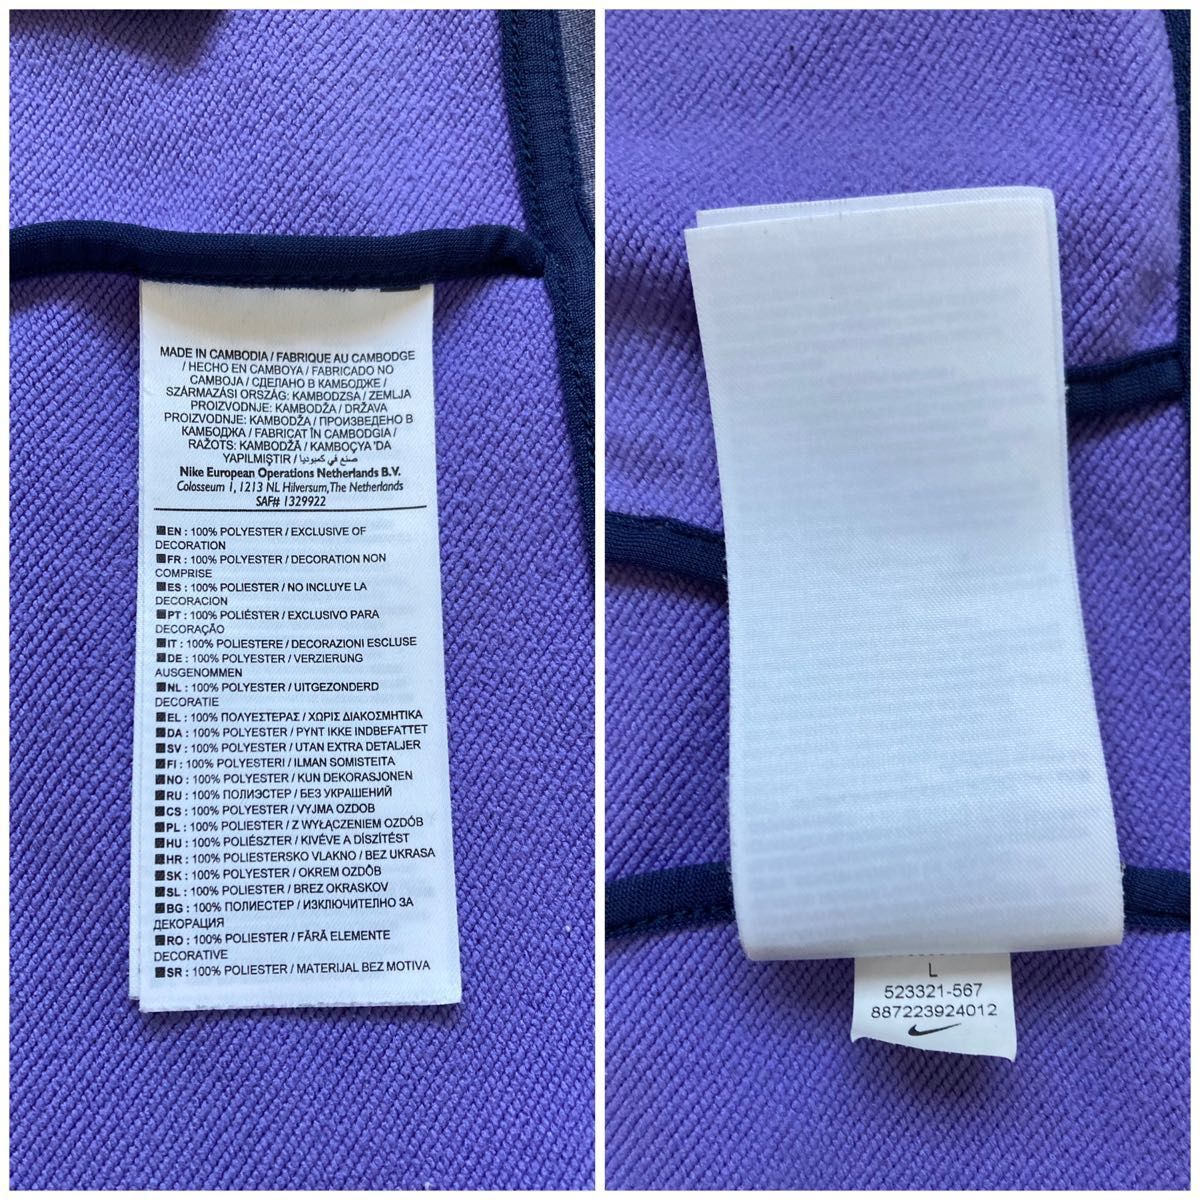 MADE IN CAMBODIA / FABRIQUE AU CAMBODGE
/ HECHO EN CAMBOYA / FABRICADO NO
CAMBOJA / СДЕЛАНО В КАМБОДЖЕ /
SZÁRMAZÁSI ORSZÁG: KAMBODZSA / ZEMLJA
PROIZVODNJE: KAMBODŽA / DRŽAVA
PROIZVODNJE: KAMBODŽA / ПРОИЗВЕДЕНО В
КАМБОДЖА / FABRICAT ÎN CAMBODGIA /
RAŽOTS: KAMBODŽĀ / KAMBOÇYA 'DA
YAPILMIŞTIR / صنع في كمبوديا
Nike European Operations Netherlands B.V.
Colosseum 1, 1213 NL Hilversum, The Netherlands
SAF# 1329922
EN : 100% POLYESTER / EXCLUSIVE OF
DECORATION
FR : 100% POLYESTER / DECORATION NON
COMPRISE
ES : 100% POLYESTER / NO INCLUYE LA
DECORACION
PT : 100% POLIÉSTER / EXCLUSIVO PARA
DECORAÇÃO
IT : 100% POLIESTERE / DECORAZIONI ESCLUSE
DE : 100% POLYESTER / VERZIERUNG
AUSGENOMMEN
NL : 100% POLYESTER / UITGEZONDERD
DECORATIE
EL : 100% ΠΟΛΥΕΣΤΕΡΑΣ / ΧΩΡΙΣ ΔΙΑΚΟΣΜΗΤΙΚΑ
DA : 100% POLYESTER / PYNT IKKE INDBEFATTET
SV : 100% POLYESTER / UTAN EXTRA DETALJER
FI : 100% POLYESTERI / ILMAN SOMISTEITA
NO : 100% POLYESTER / KUN DEKORASJONEN
RU : 100% ПОЛИЭСТЕР / БЕЗ УКРАШЕНИЙ
CS : 100% POLYESTER / VYJMA OZDOB
PL : 100% POLIESTER / Z WYŁĄCZENIEM OZDÓB
HU : 100% POLIÉSZTER / KIVÉVE A DÍSZÍTÉST
HR : 100% POLIESTERSKO VLAKNO / BEZ UKRASA
SK : 100% POLYESTER / OKREM OZDÔB
SL : 100% POLIESTER / BREZ OKRASKOV
BG : 100% ПОЛИЕСТЕР / ИЗКЛЮЧИТЕЛНО ЗА
ДЕКОРАЦИЯ
RO : 100% POLIESTER / FĂRĂ ELEMENTE
DECORATIVE
SR : 100% POLIESTER / MATERIJAL BEZ MOTIVA
L
523321-567
887223924012